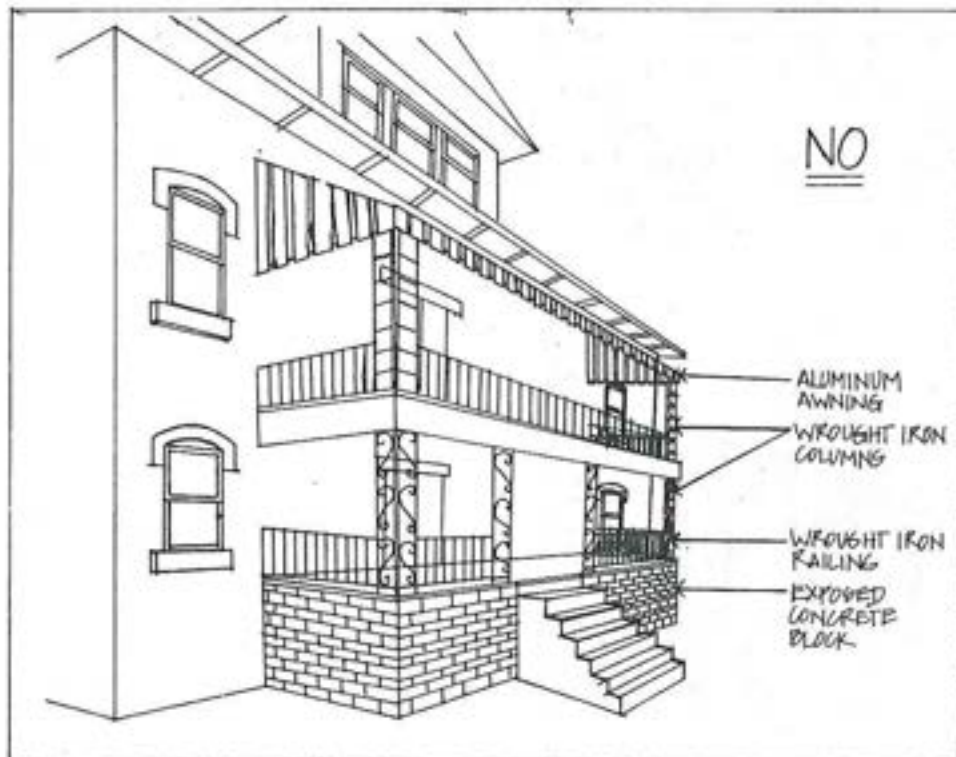 NO
ALUMINUM
AWNING
WROUGHT IRON
COLUMNS
WROUGHT IRON
RAILING
EXPOSED
CONCRETE
BLOCK